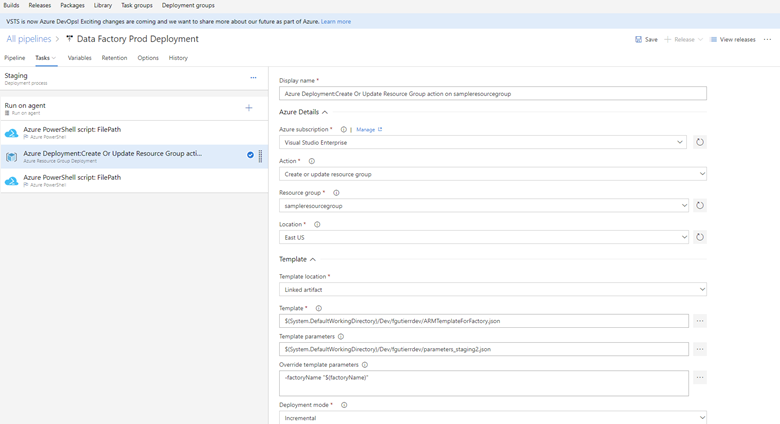 Builds Releases Packages Library Task groups Deployment groups
VSTS is now Azure DevOps! Exciting changes are coming and we want to share more about our future as part of Azure. Learn more
All pipelines > Data Factory Prod Deployment
Save + Release View releases ...
Pipeline Tasks Variables Retention Options History
Staging
Deployment process
...
Run on agent
Run on agent
+
Azure PowerShell script: FilePath
Azure PowerShell
Azure Deployment:Create Or Update Resource Group acti...
Azure Resource Group Deployment
Azure PowerShell script: FilePath
Azure PowerShell
Display name *
Azure Deployment:Create Or Update Resource Group action on sampleresourcegroup
Azure Details
Azure subscription * | Manage
Visual Studio Enterprise
Action *
Create or update resource group
Resource group *
sampleresourcegroup
Location *
East US
Template
Template location *
Linked artifact
Template *
$(System.DefaultWorkingDirectory)/Dev/fgutierrdev/ARMTemplateForFactory.json
...
Template parameters
$(System.DefaultWorkingDirectory)/Dev/fgutierrdev/parameters_staging2.json
...
Override template parameters
-factoryName "$(factoryName)"
...
Deployment mode *
Incremental